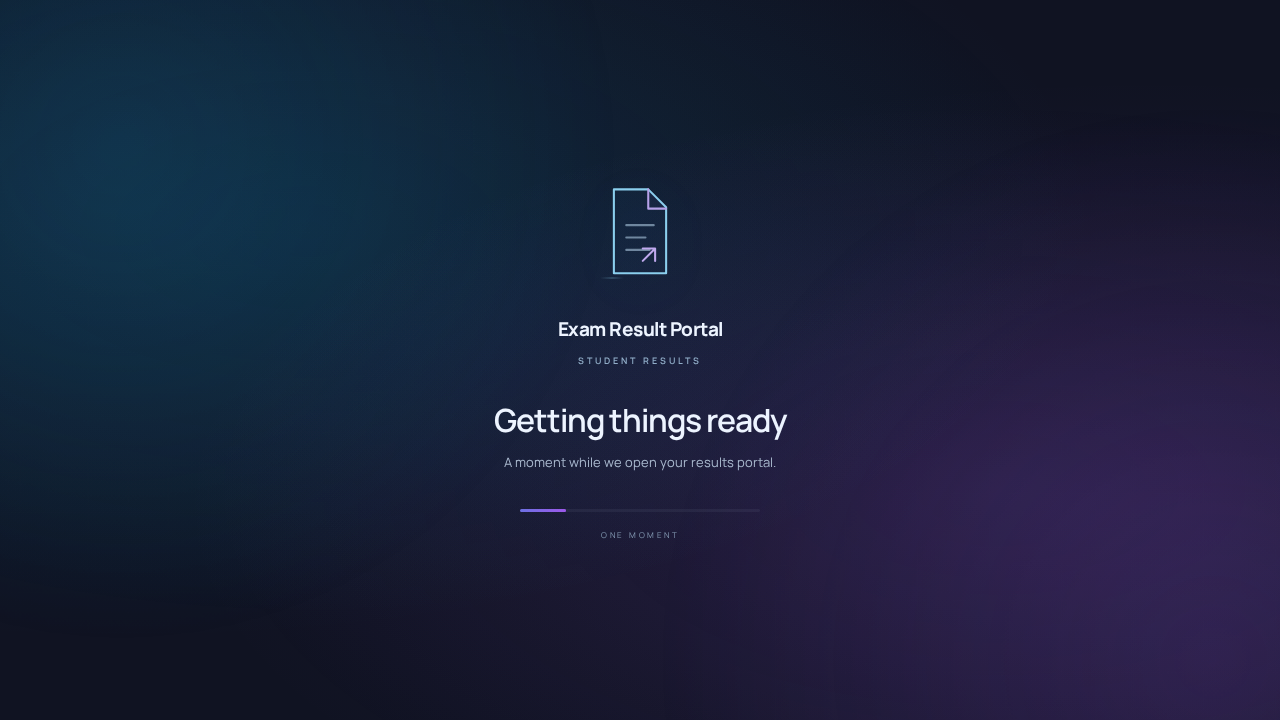 Exam Result Portal
STUDENT RESULTS
Getting things ready
A moment while we open your results portal.
ONE MOMENT